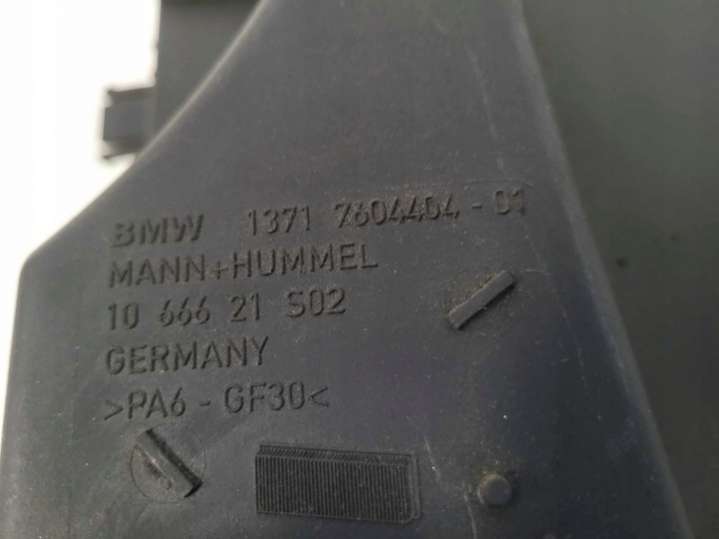 BMW 1371 7604404-01
MANN+HUMMEL
10 666 21 S02
GERMANY
>PA6-GF30<